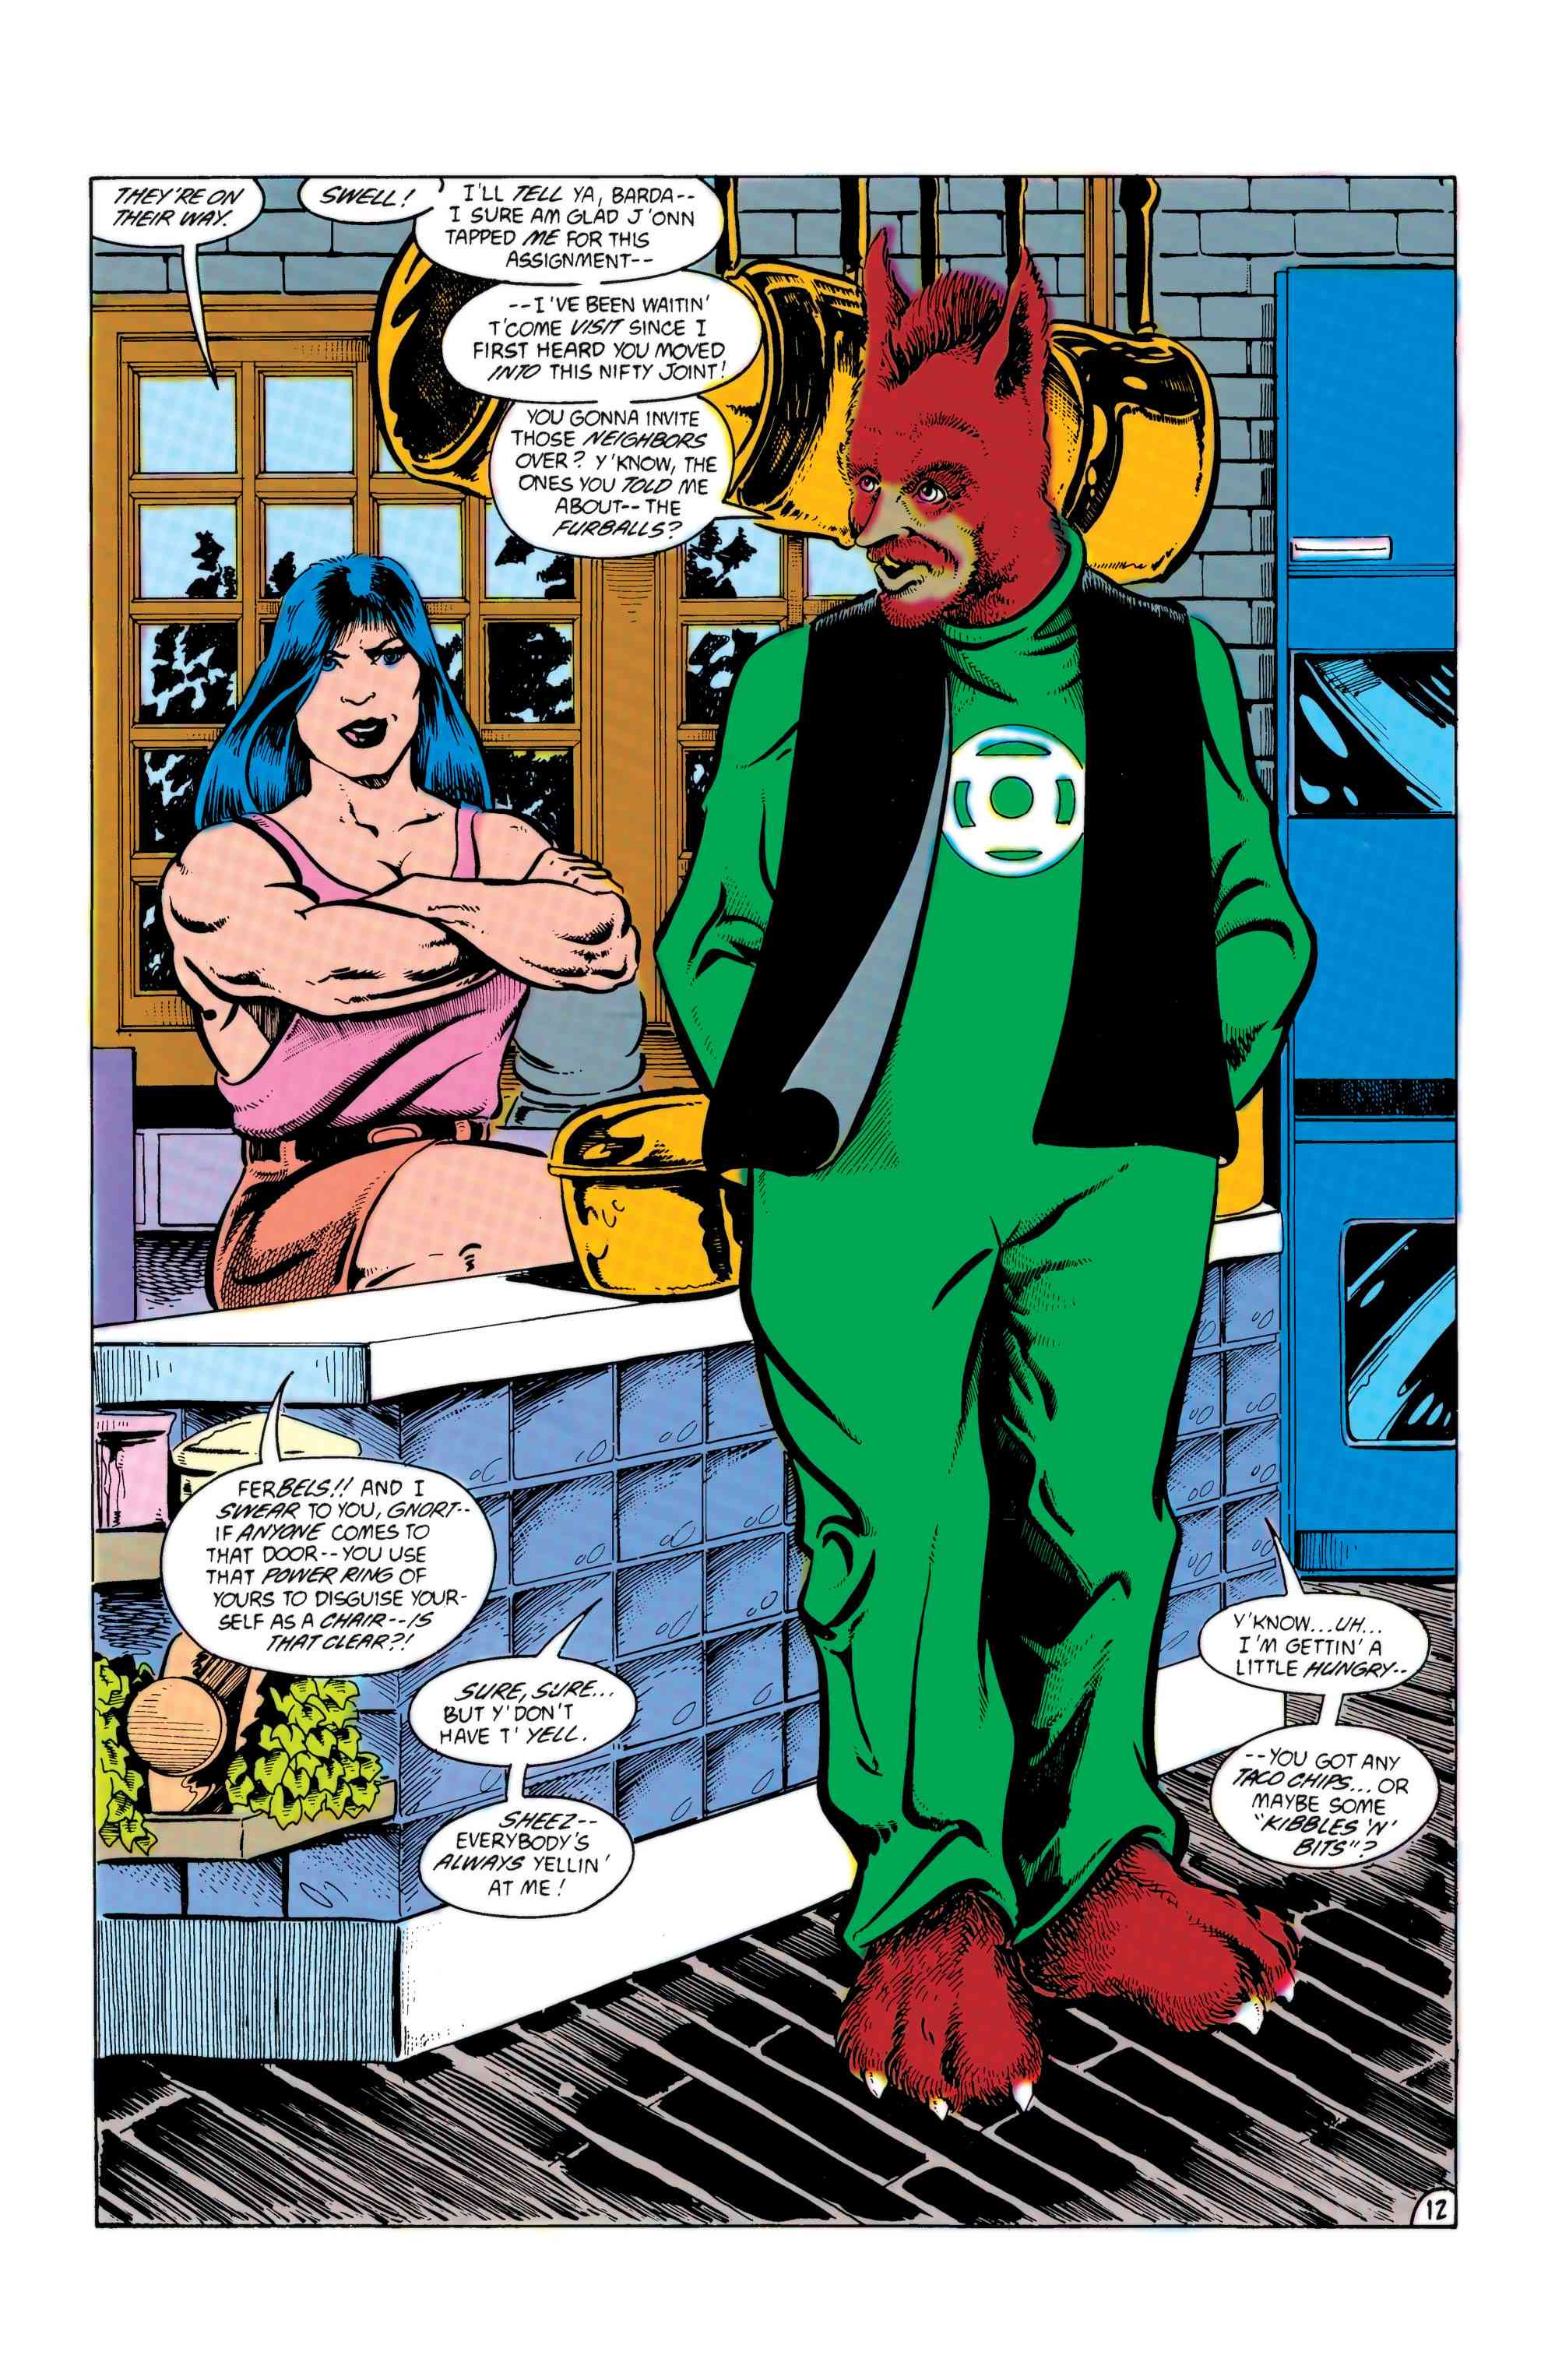 THEY'RE ON
THEIR WAY.
SWELL!
I'LL TELL YA, BARDA--
I SURE AM GLAD J'ONN
TAPPED ME FOR THIS
ASSIGNMENT--
--I'VE BEEN WAITIN'
T'COME VISIT SINCE I
FIRST HEARD YOU MOVED
INTO THIS NIFTY JOINT!
YOU GONNA INVITE
THOSE NEIGHBORS
OVER? Y'KNOW, THE
ONES YOU TOLD ME
ABOUT--THE
FURBALLS?
FERBELS!! AND I
SWEAR TO YOU, GNORT--
IF ANYONE COMES TO
THAT DOOR--YOU USE
THAT POWER RING OF
YOURS TO DISGUISE YOUR-
SELF AS A CHAIR--IS
THAT CLEAR?!
SURE, SURE...
BUT Y'DON'T
HAVE T' YELL.
SHEEZ--
EVERYBODY'S
ALWAYS YELLIN'
AT ME!
Y'KNOW...UH...
I'M GETTIN' A
LITTLE HUNGRY--
--YOU GOT ANY
TACO CHIPS...OR
MAYBE SOME
"KIBBLES 'N'
BITS"?
12